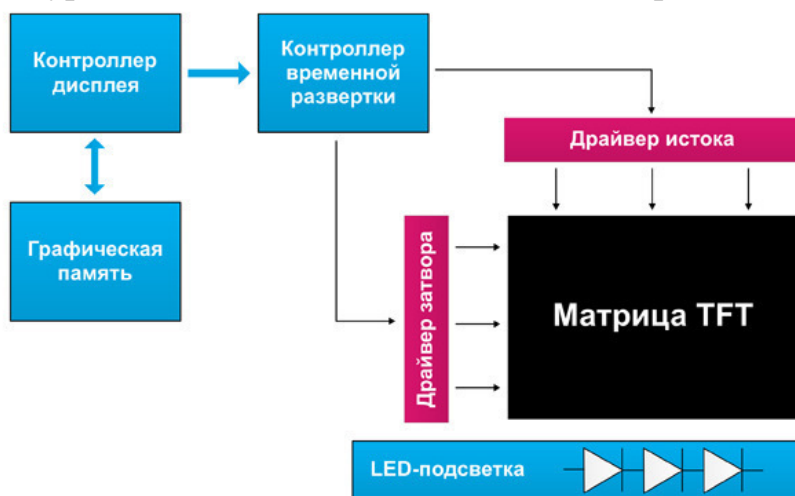 Контроллер
дисплея
Контроллер
временной
развертки
Драйвер истока
Графическая
память
Драйвер затвора
Матрица TFT
LED-подсветка